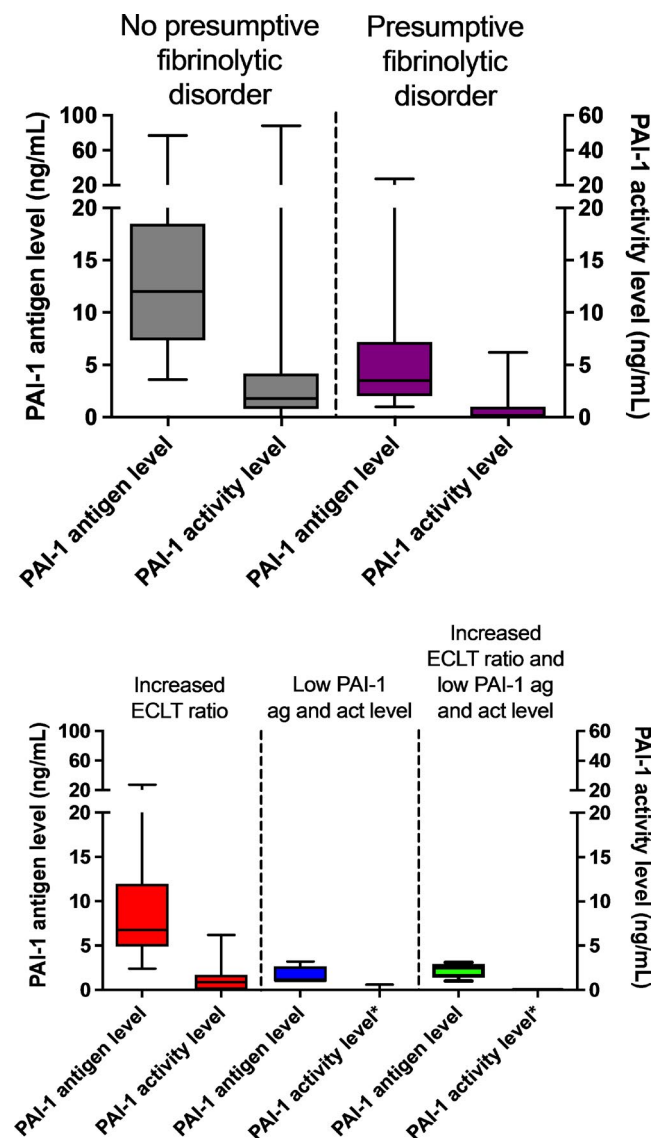 No presumptive
fibrinolytic
disorder
Presumptive
fibrinolytic
disorder
PAI-1 antigen level (ng/mL)
100
60
20
20
15
10
5
0
60
40
20
20
15
10
5
0
PAI-1 activity level (ng/mL)
PAI-1 antigen level
PAI-1 activity level
PAI-1 antigen level
PAI-1 activity level
Increased
ECLT ratio
Low PAI-1
ag and act level
Increased
ECLT ratio and
low PAI-1 ag
and act level
PAI-1 antigen level (ng/mL)
100
60
20
20
15
10
5
0
60
40
20
20
15
10
5
0
PAI-1 activity level (ng/mL)
PAI-1 antigen level
PAI-1 activity level
PAI-1 antigen level
PAI-1 activity level*
PAI-1 antigen level
PAI-1 activity level*